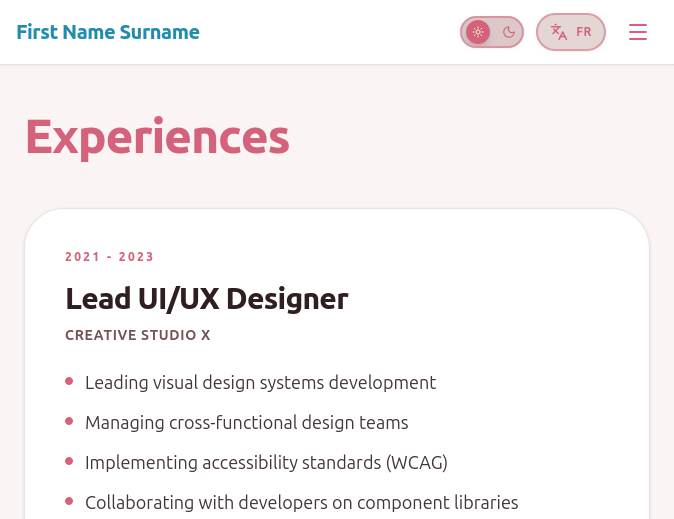 First Name Surname
FR
Experiences
2021 - 2023
Lead UI/UX Designer
CREATIVE STUDIO X
Leading visual design systems development
Managing cross-functional design teams
Implementing accessibility standards (WCAG)
Collaborating with developers on component libraries